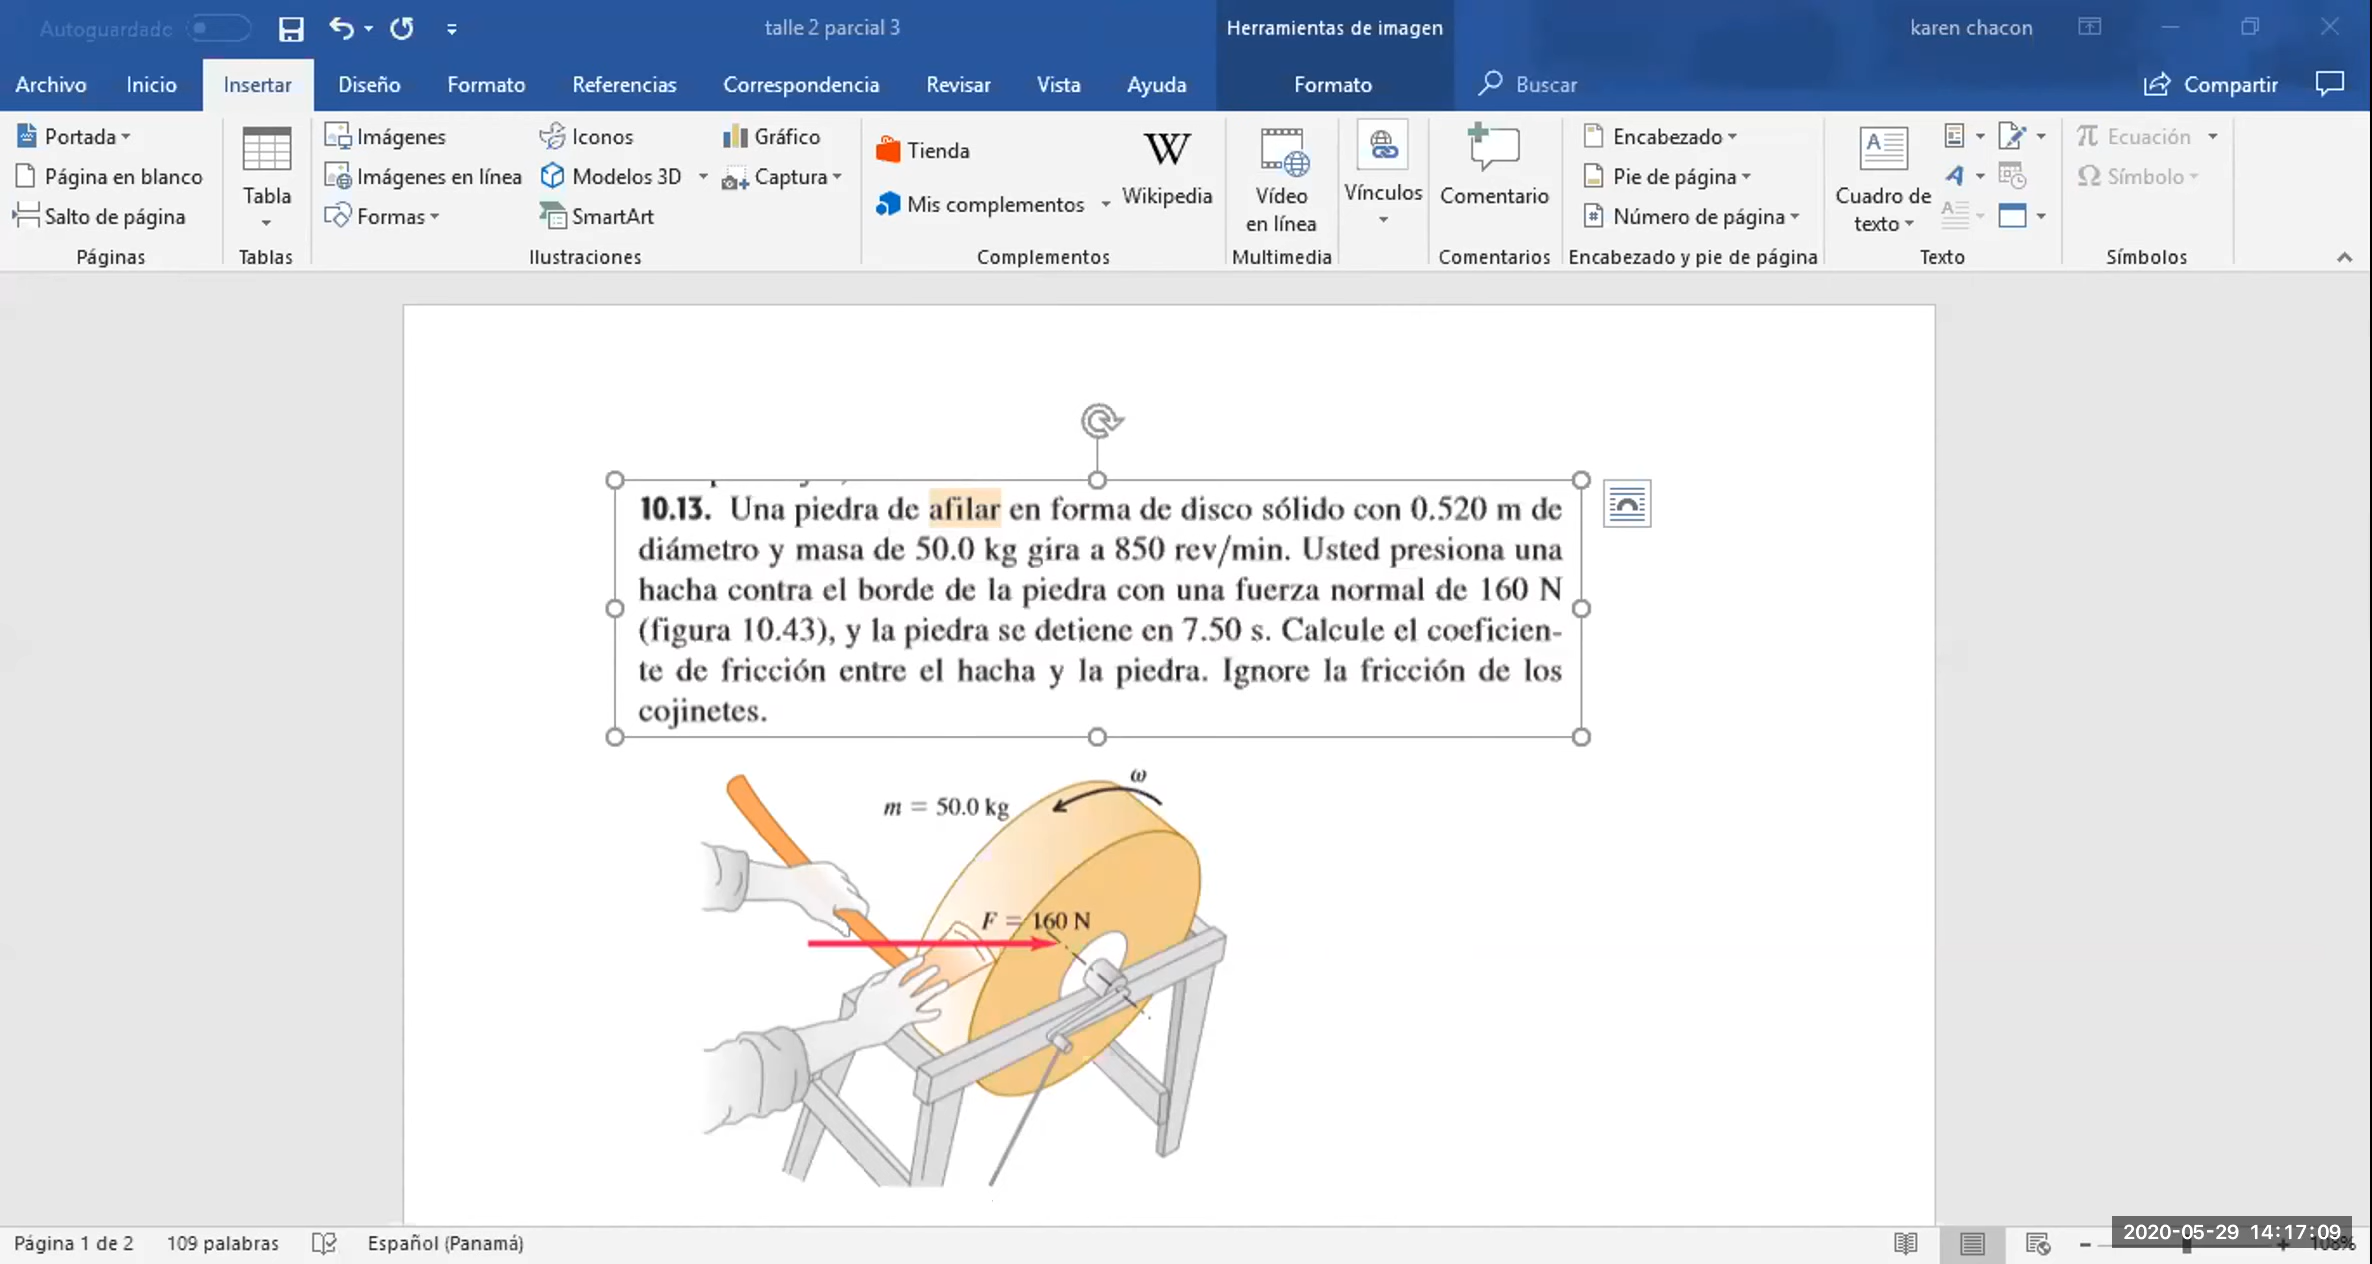 Autoguardado
talle 2 parcial 3
Herramientas de imagen
karen chacon
Archivo Inicio Insertar Diseño Formato Referencias Correspondencia Revisar Vista Ayuda Formato Buscar Compartir
Portada
Página en blanco
Salto de página
Páginas
Tabla
Tablas
Imágenes
Imágenes en línea
Formas
Iconos
Modelos 3D
SmartArt
Gráfico
Captura
Ilustraciones
Tienda
Mis complementos
W
Wikipedia
Complementos
Vídeo
en línea
Multimedia
Vínculos
Comentario
Comentarios
Encabezado
Pie de página
Número de página
Encabezado y pie de página
Cuadro de
texto
Texto
π Ecuación
Ω Símbolo
Símbolos
10.13. Una piedra de afilar en forma de disco sólido con 0.520 m de
diámetro y masa de 50.0 kg gira a 850 rev/min. Usted presiona una
hacha contra el borde de la piedra con una fuerza normal de 160 N
(figura 10.43), y la piedra se detiene en 7.50 s. Calcule el coeficien-
te de fricción entre el hacha y la piedra. Ignore la fricción de los
cojinetes.
ω
m = 50.0 kg
F = 160 N
Página 1 de 2 109 palabras Español (Panamá)
2020-05-29 14:17:09